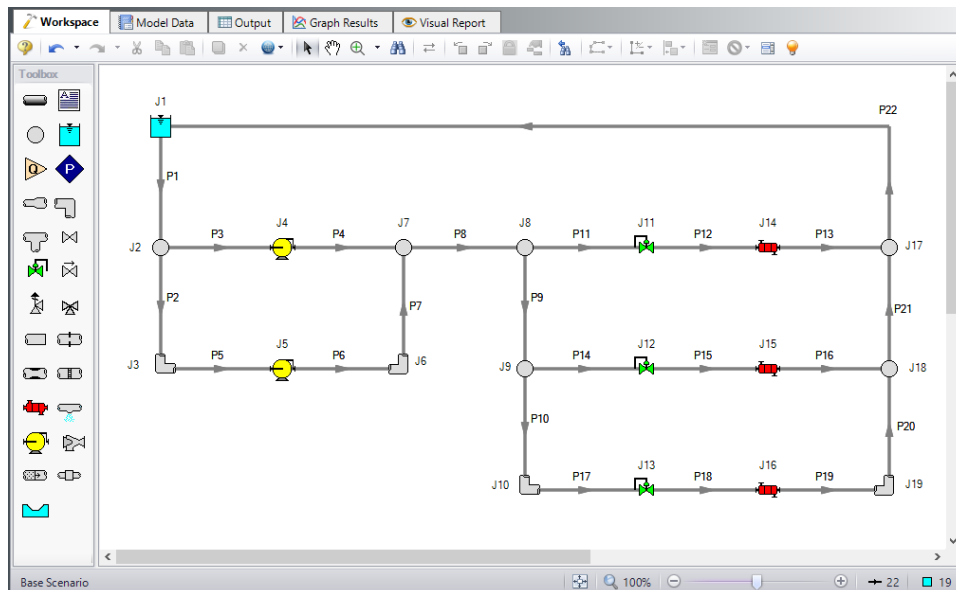 Workspace Model Data Output Graph Results Visual Report
Toolbox
A
Q P
J1
P22
P1
J4 J7 J8 J11 J14
J2 P3 P4 P8 P11 P12 P13 J17
P2 P7 P9 P21
J5 J12 J15
J3 P5 P6 J6 J9 P14 P15 P16 J18
P10 P20
J13 J16
J10 P17 P18 P19 J19
Base Scenario 100% 22 19